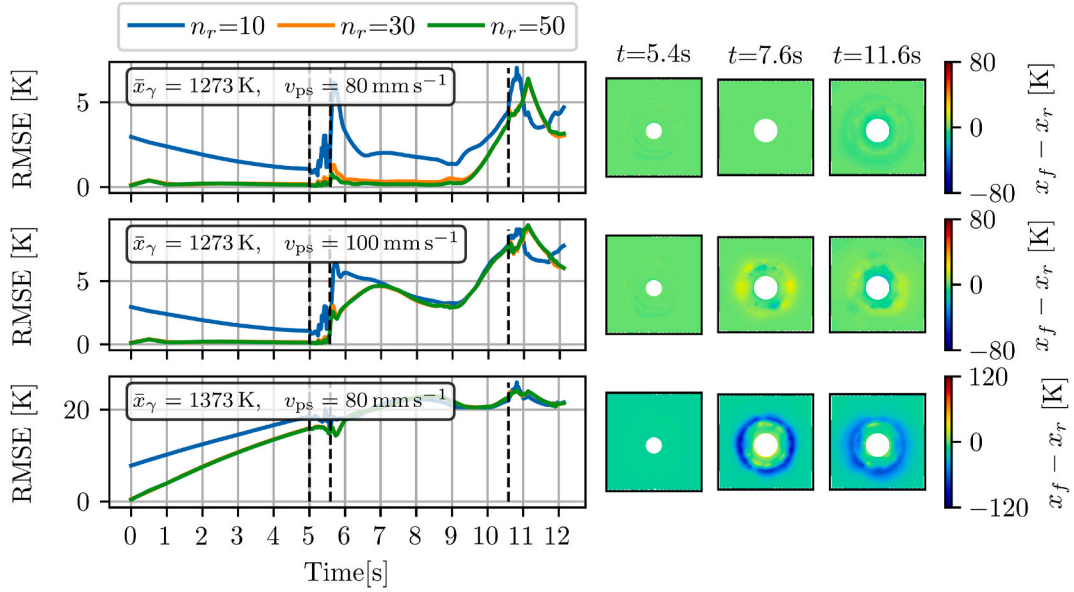 n_r=10 n_r=30 n_r=50
t=5.4s t=7.6s t=11.6s
RMSE [K]
5
0
x̄_γ = 1273 K, v_ps = 80 mm s⁻¹
80
0
−80
x_f − x_r [K]
RMSE [K]
5
0
x̄_γ = 1273 K, v_ps = 100 mm s⁻¹
80
0
−80
x_f − x_r [K]
RMSE [K]
20
0
x̄_γ = 1373 K, v_ps = 80 mm s⁻¹
120
0
−120
x_f − x_r [K]
0 1 2 3 4 5 6 7 8 9 10 11 12
Time[s]